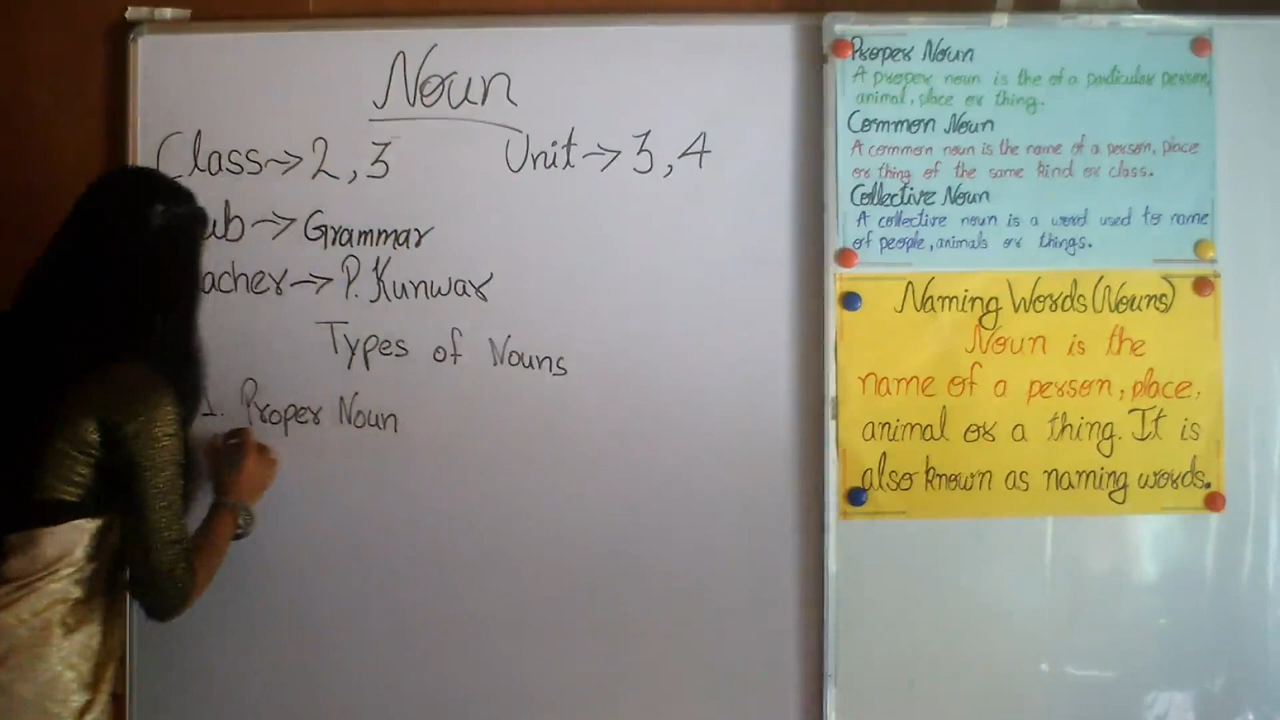 Noun
Class→2,3 Unit→3,4
ub→Grammar
acher→P. Kunwar
Types of Nouns
1. Proper Noun
Proper Noun
A proper noun is the of a particular person,
animal, place or thing.
Common Noun
A common noun is the name of a person, place
or thing of the same kind or class.
Collective Noun
A collective noun is a word used to name
of people, animals or things.
Naming Words (Nouns)
Noun is the
name of a person, place,
animal or a thing. It is
also known as naming words.